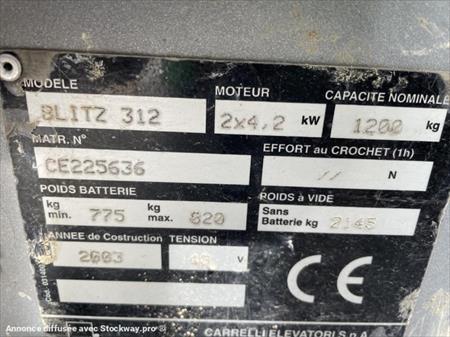 MODELE MOTEUR CAPACITE NOMINALE
BLITZ 312 2x4,2 kW 1200 kg
MATR. N° EFFORT au CROCHET (1h)
CE225636 // N
POIDS BATTERIE POIDS à VIDE
kg min. 775 kg max. 820 Sans Batterie kg 2145
ANNEE de Costruction TENSION
2003 V
CE
CARRELLI ELEVATORI S.p.A.
Annonce diffusée avec Stockway.pro ®